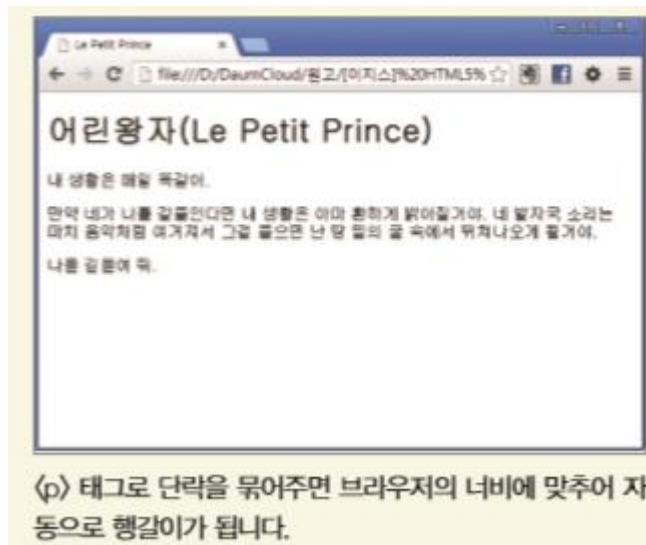 Le Petit Prince
file:///D/DaumCloud/원고/[이지스]%20HTML5%
어린왕자(Le Petit Prince)
내 생활은 매일 똑같아.
만약 네가 나를 길들인다면 내 생활은 아마 환하게 밝아질거야. 네 발자국 소리는
마치 음악처럼 여겨져서 그걸 들으면 난 땅 밑의 굴 속에서 뛰쳐나오게 될거야.
나를 길들여 줘.
<p> 태그로 단락을 묶어주면 브라우저의 너비에 맞추어 자
동으로 행갈이가 됩니다.